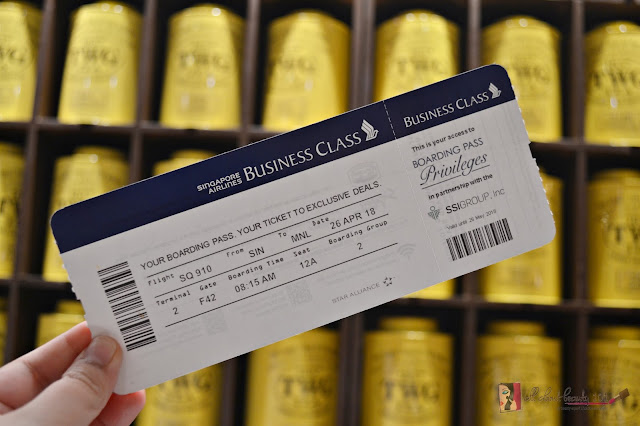 SINGAPORE
AIRLINES
BUSINESS CLASS
YOUR BOARDING PASS. YOUR TICKET TO EXCLUSIVE DEALS.
Flight From To Date
SQ 910 SIN MNL 26 APR 18
Terminal Gate Boarding Time Seat Boarding Group
2 F42 08:15 AM 12A 2
STAR ALLIANCE
BUSINESS CLASS
This is your access to
BOARDING PASS
Privileges
in partnership with the
SSIGROUP, Inc
TWG
TWG
TWG
TWG
TWG